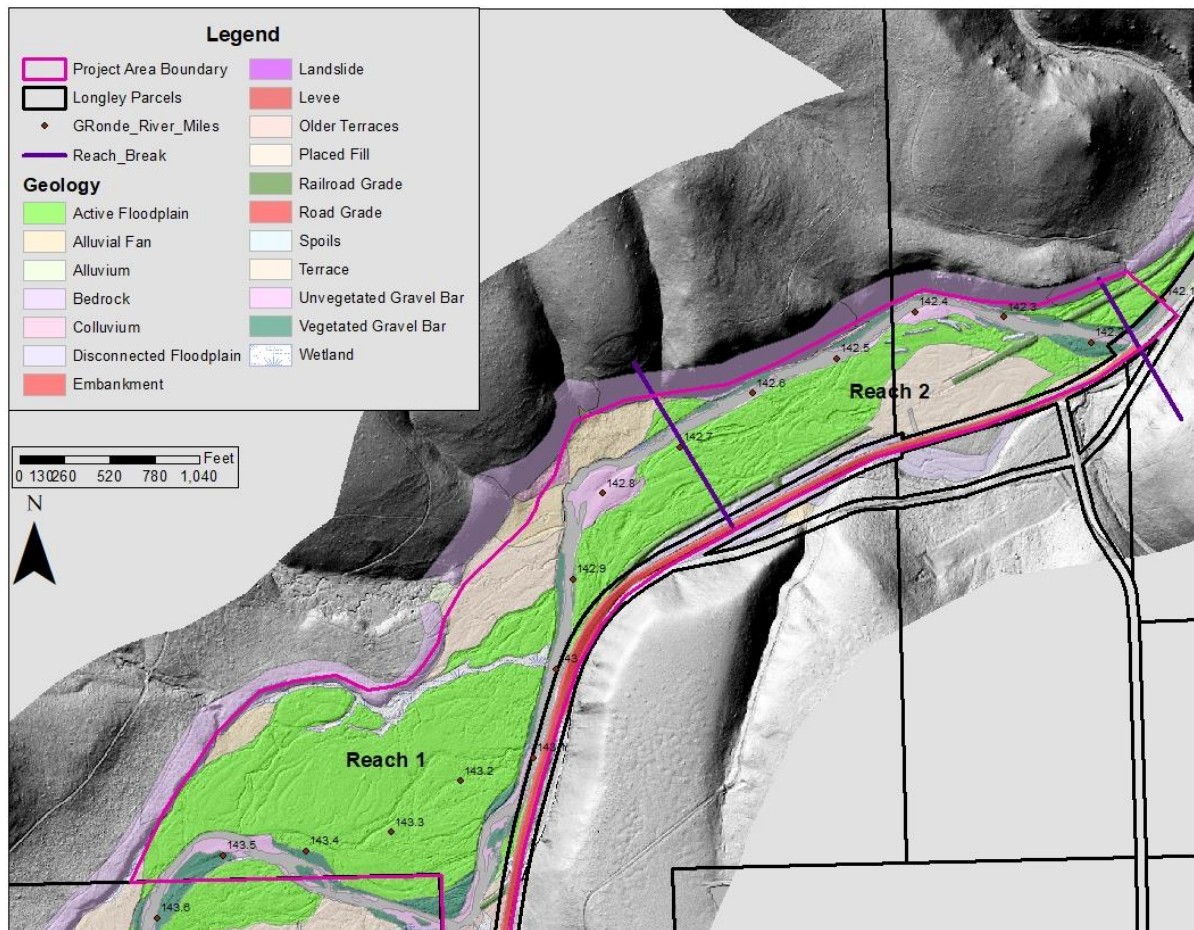 Legend
Project Area Boundary
Longley Parcels
GRonde_River_Miles
Reach_Break
Geology
Active Floodplain
Alluvial Fan
Alluvium
Bedrock
Colluvium
Disconnected Floodplain
Embankment
Landslide
Levee
Older Terraces
Placed Fill
Railroad Grade
Road Grade
Spoils
Terrace
Unvegetated Gravel Bar
Vegetated Gravel Bar
Wetland
Feet
0 130 260 520 780 1,040
N
142.1
142.3
142.4
142.5
142.6
Reach 2
142.7
142.8
142.9
143
Reach 1
143.2
143.3
143.4
143.5
143.6